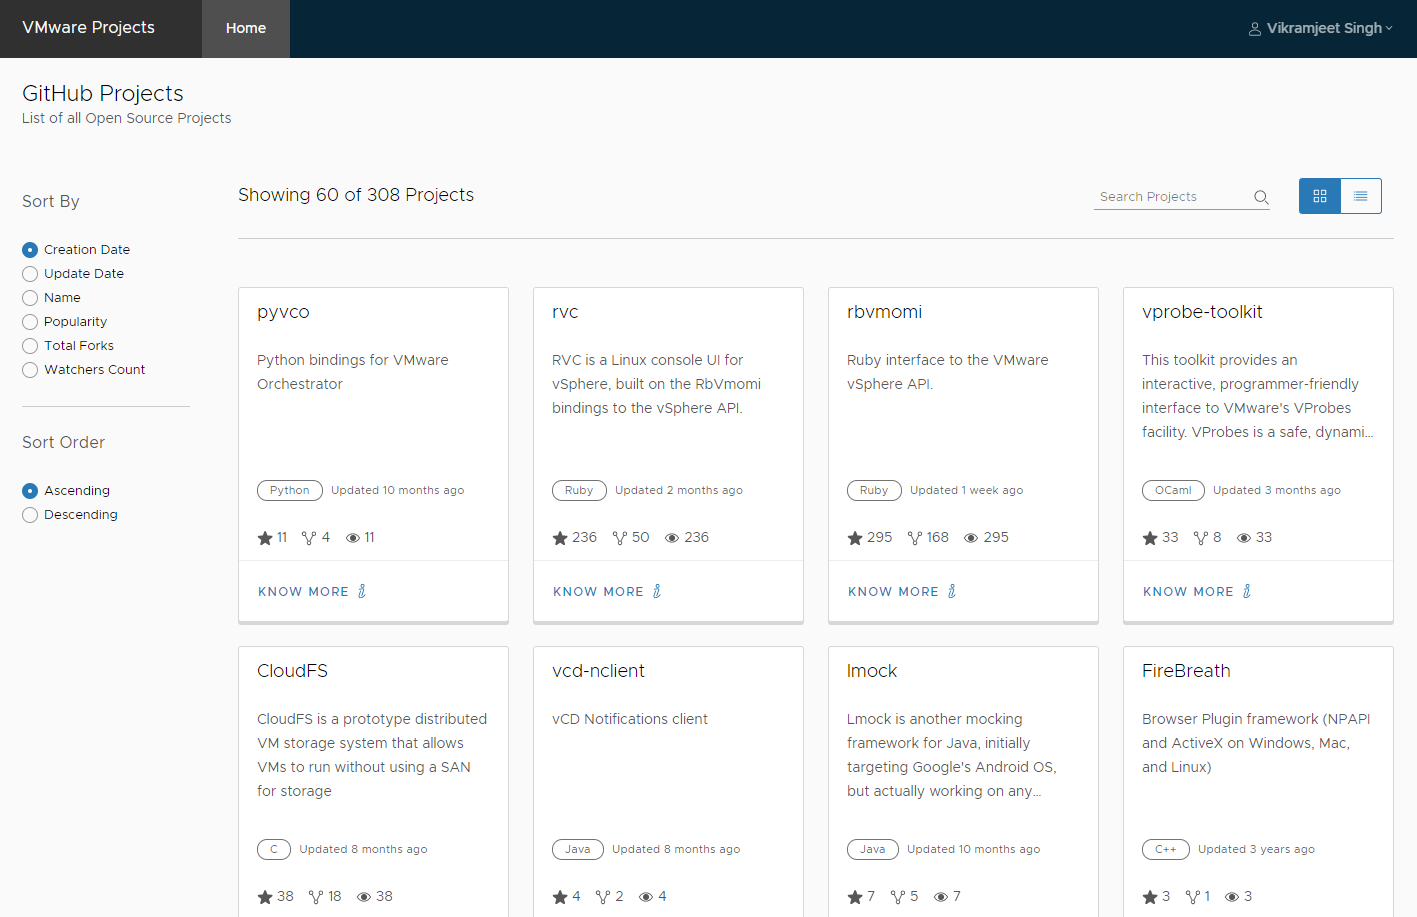 VMware Projects
Home
Vikramjeet Singh
GitHub Projects
List of all Open Source Projects
Sort By
Creation Date
Update Date
Name
Popularity
Total Forks
Watchers Count
Sort Order
Ascending
Descending
Showing 60 of 308 Projects
Search Projects
pyvco
Python bindings for VMware
Orchestrator
Python Updated 10 months ago
11 4 11
KNOW MORE
rvc
RVC is a Linux console UI for
vSphere, built on the RbVmomi
bindings to the vSphere API.
Ruby Updated 2 months ago
236 50 236
KNOW MORE
rbvmomi
Ruby interface to the VMware
vSphere API.
Ruby Updated 1 week ago
295 168 295
KNOW MORE
vprobe-toolkit
This toolkit provides an
interactive, programmer-friendly
interface to VMware's VProbes
facility. VProbes is a safe, dynami...
OCaml Updated 3 months ago
33 8 33
KNOW MORE
CloudFS
CloudFS is a prototype distributed
VM storage system that allows
VMs to run without using a SAN
for storage
C Updated 8 months ago
38 18 38
vcd-nclient
vCD Notifications client
Java Updated 8 months ago
4 2 4
lmock
Lmock is another mocking
framework for Java, initially
targeting Google's Android OS,
but actually working on any...
Java Updated 10 months ago
7 5 7
FireBreath
Browser Plugin framework (NPAPI
and ActiveX on Windows, Mac,
and Linux)
C++ Updated 3 years ago
3 1 3